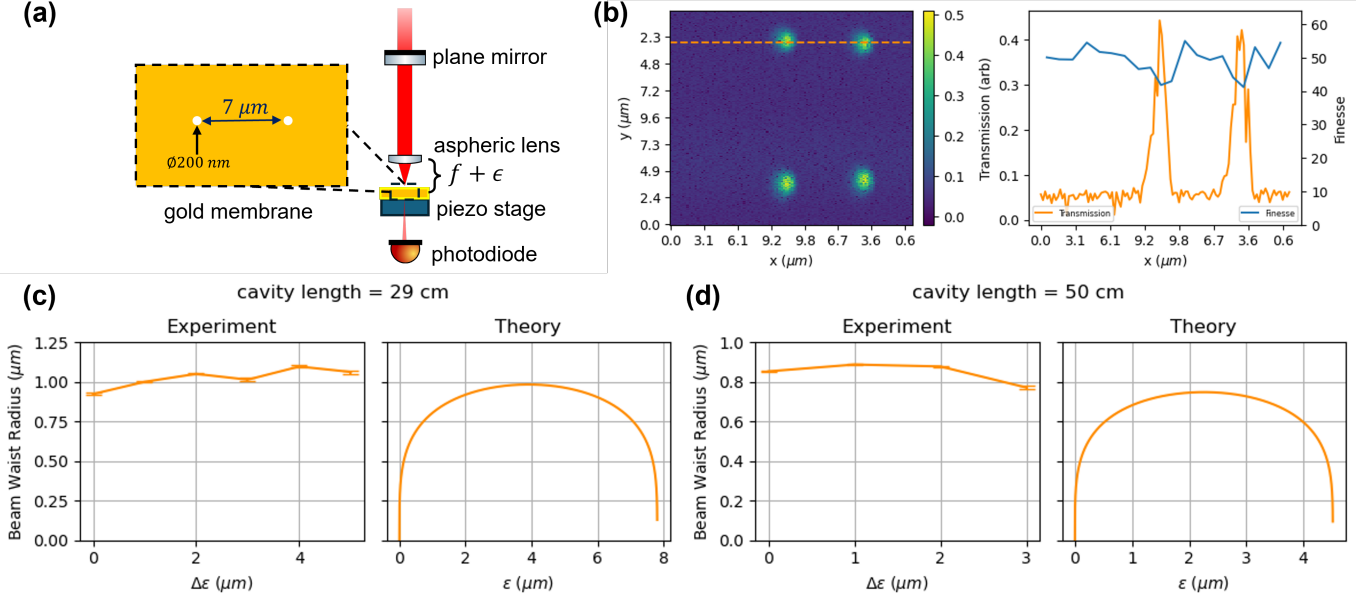 (a)
plane mirror
7 μm
Ø200 nm
aspheric lens
f + ϵ
gold membrane
piezo stage
photodiode
(b)
2.3
4.8
7.2
9.6
7.3
4.9
2.4
0.0
y (μm)
0.0 3.1 6.1 9.2 9.8 6.7 3.6 0.6
x (μm)
0.5
0.4
0.3
0.2
0.1
0.0
0.4
0.3
0.2
0.1
0.0
Transmission (arb)
Transmission
Finesse
0.0 3.1 6.1 9.2 9.8 6.7 3.6 0.6
x (μm)
60
50
40
30
20
10
0
Finesse
(c)
cavity length = 29 cm
Experiment
Theory
1.25
1.00
0.75
0.50
0.25
0.00
Beam Waist Radius (μm)
0 2 4
Δε (μm)
0 2 4 6 8
ε (μm)
(d)
cavity length = 50 cm
Experiment
Theory
1.0
0.8
0.6
0.4
0.2
0.0
Beam Waist Radius (μm)
0 1 2 3
Δε (μm)
0 1 2 3 4
ε (μm)